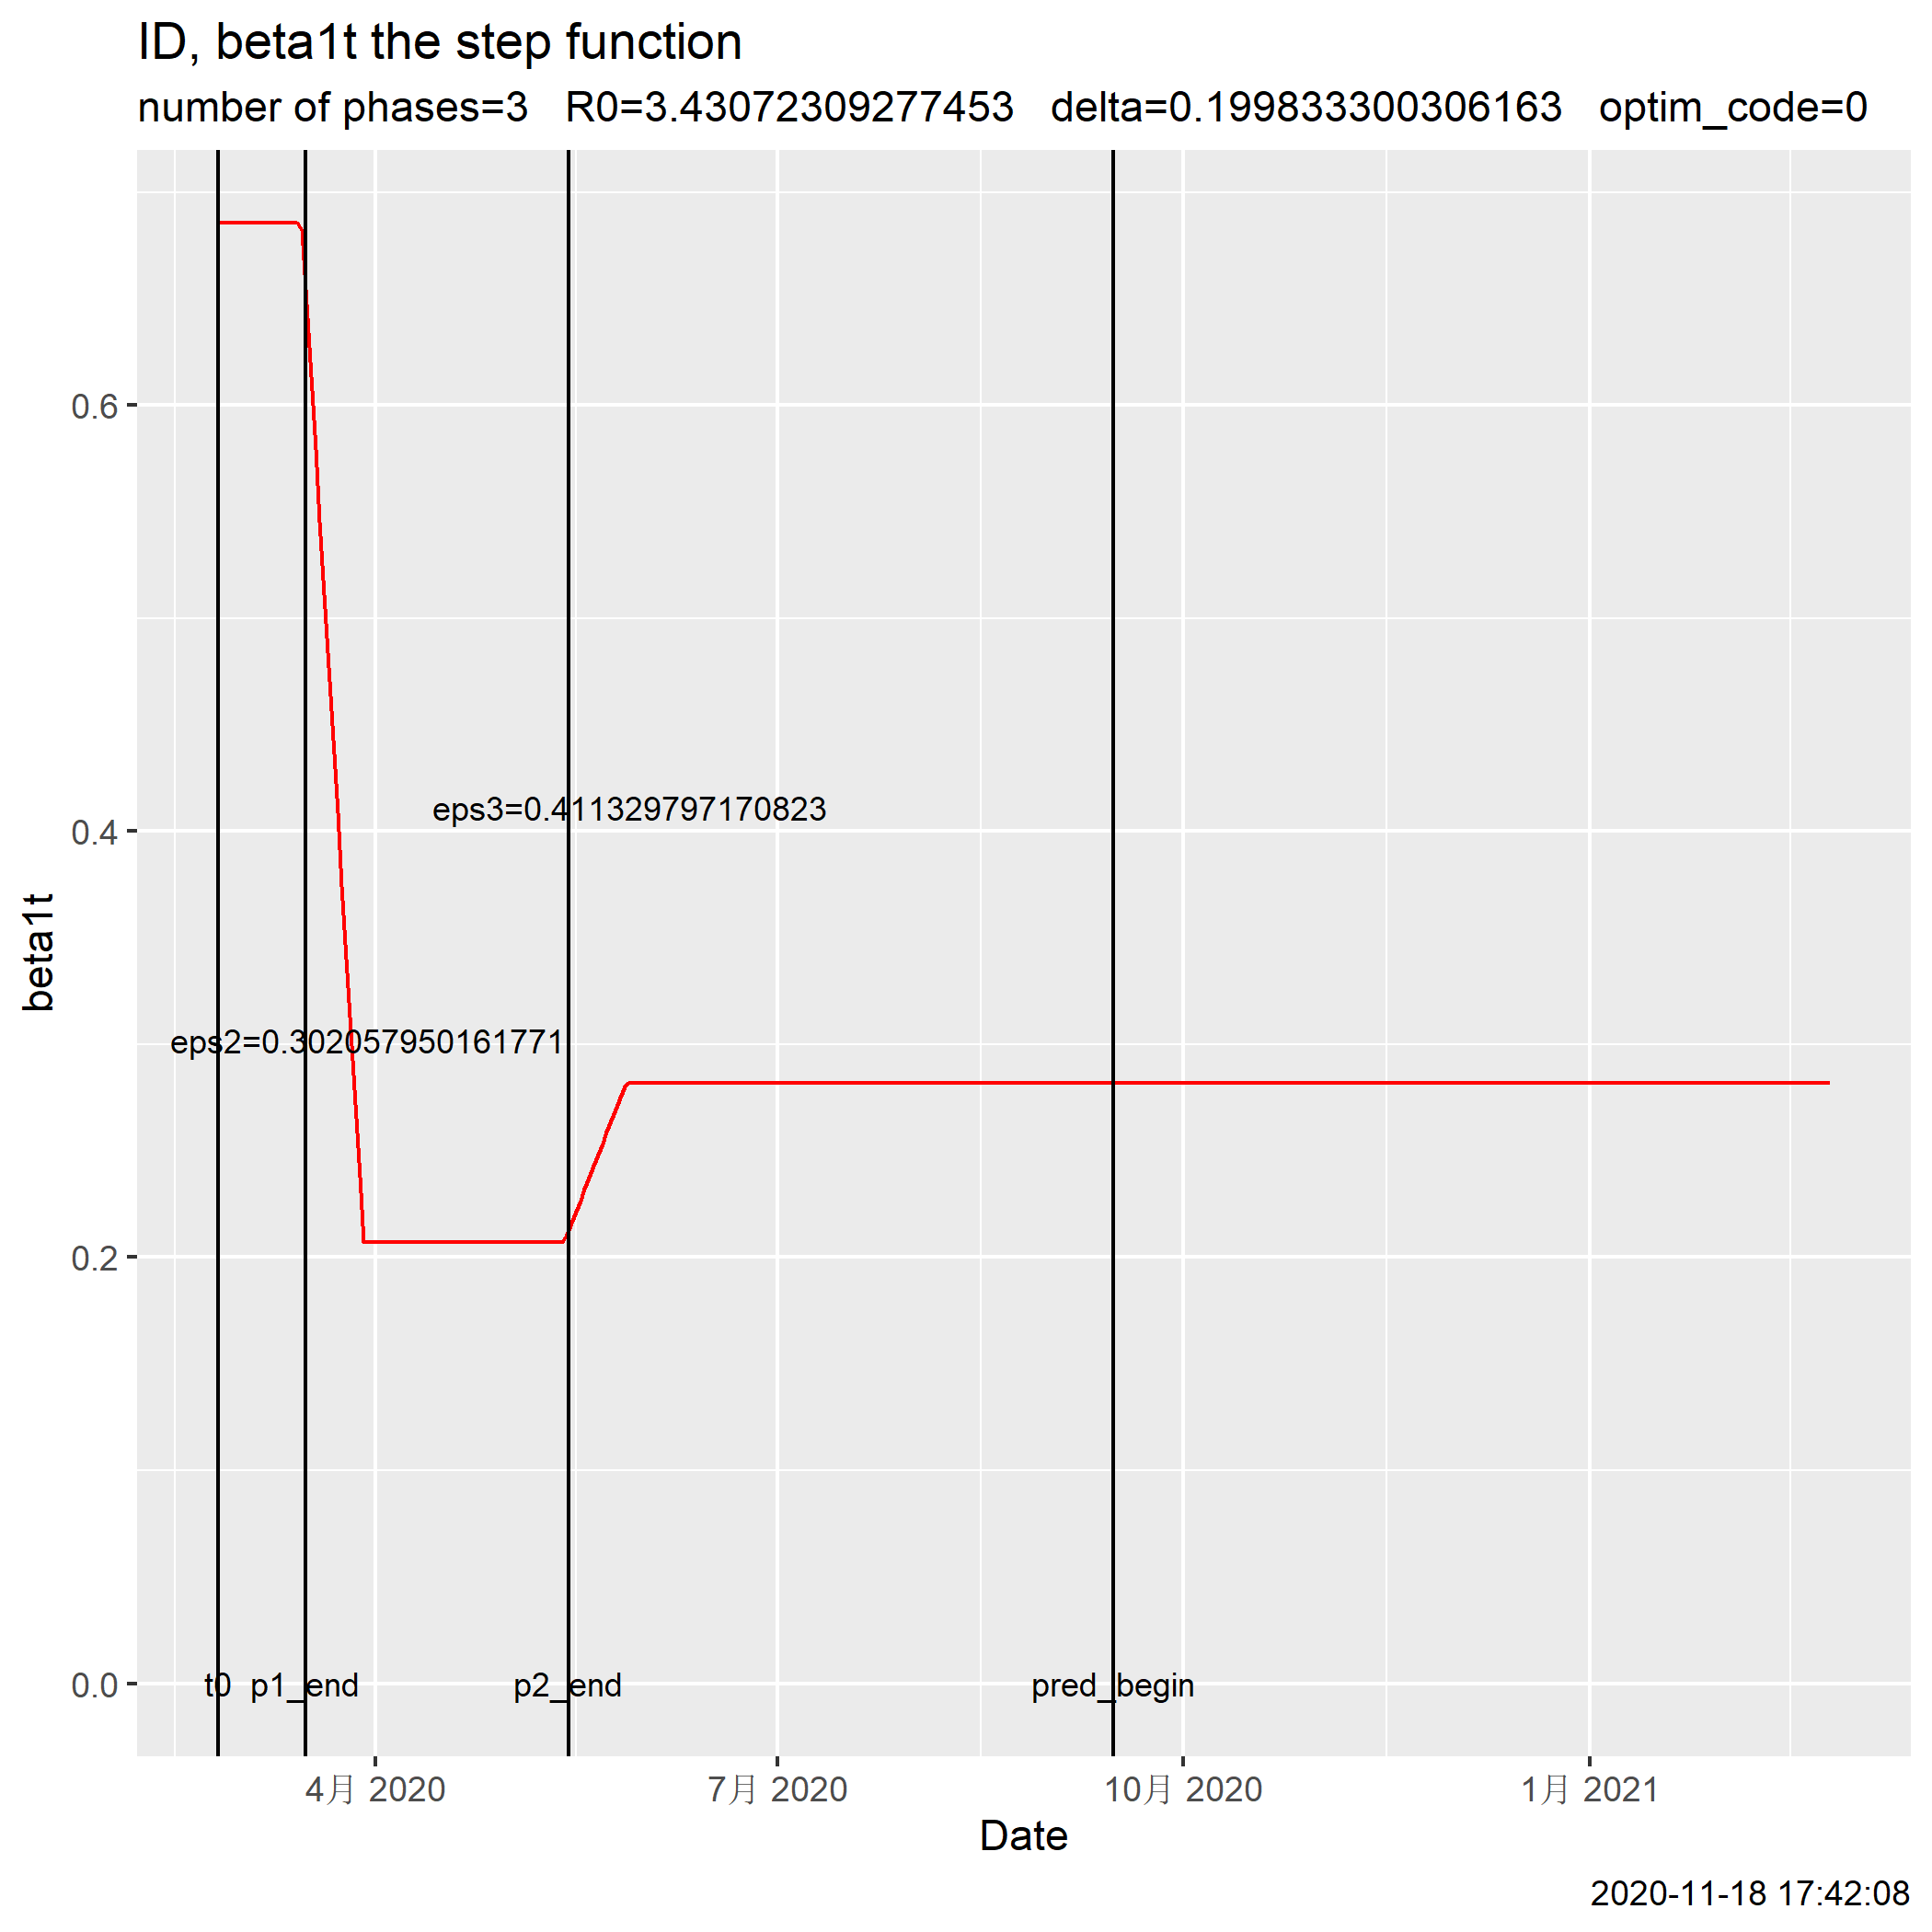 ID, beta1t the step function
number of phases=3 R0=3.43072309277453 delta=0.199833300306163 optim_code=0
0.6
eps3=0.411329797170823
0.4
beta1t
eps2=0.302057950161771
0.2
0.0
t0 p1_end p2_end pred_begin
4月 2020 7月 2020 10月 2020 1月 2021
Date
2020-11-18 17:42:08